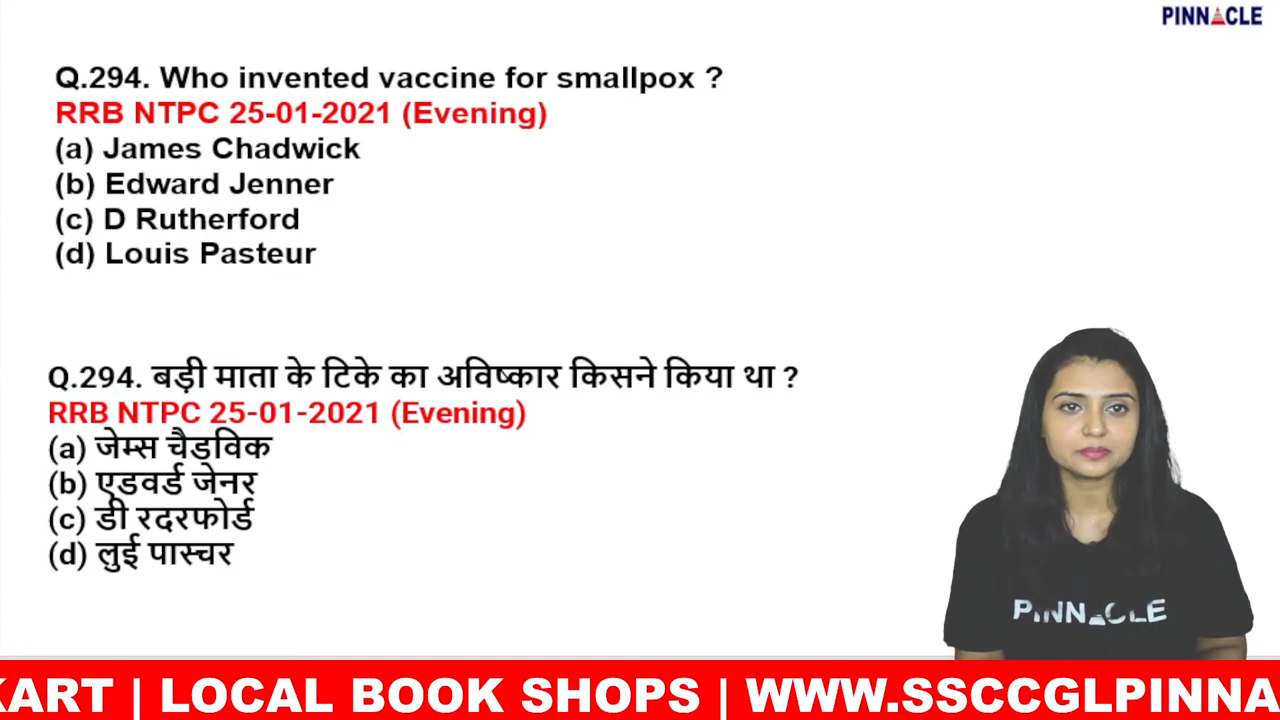 PINNACLE
Q.294. Who invented vaccine for smallpox ?
RRB NTPC 25-01-2021 (Evening)
(a) James Chadwick
(b) Edward Jenner
(c) D Rutherford
(d) Louis Pasteur
Q.294. बड़ी माता के टिके का अविष्कार किसने किया था ?
RRB NTPC 25-01-2021 (Evening)
(a) जेम्स चैडविक
(b) एडवर्ड जेनर
(c) डी रदरफोर्ड
(d) लुई पास्चर
PINNACLE
KART | LOCAL BOOK SHOPS | WWW.SSCCGLPINNA